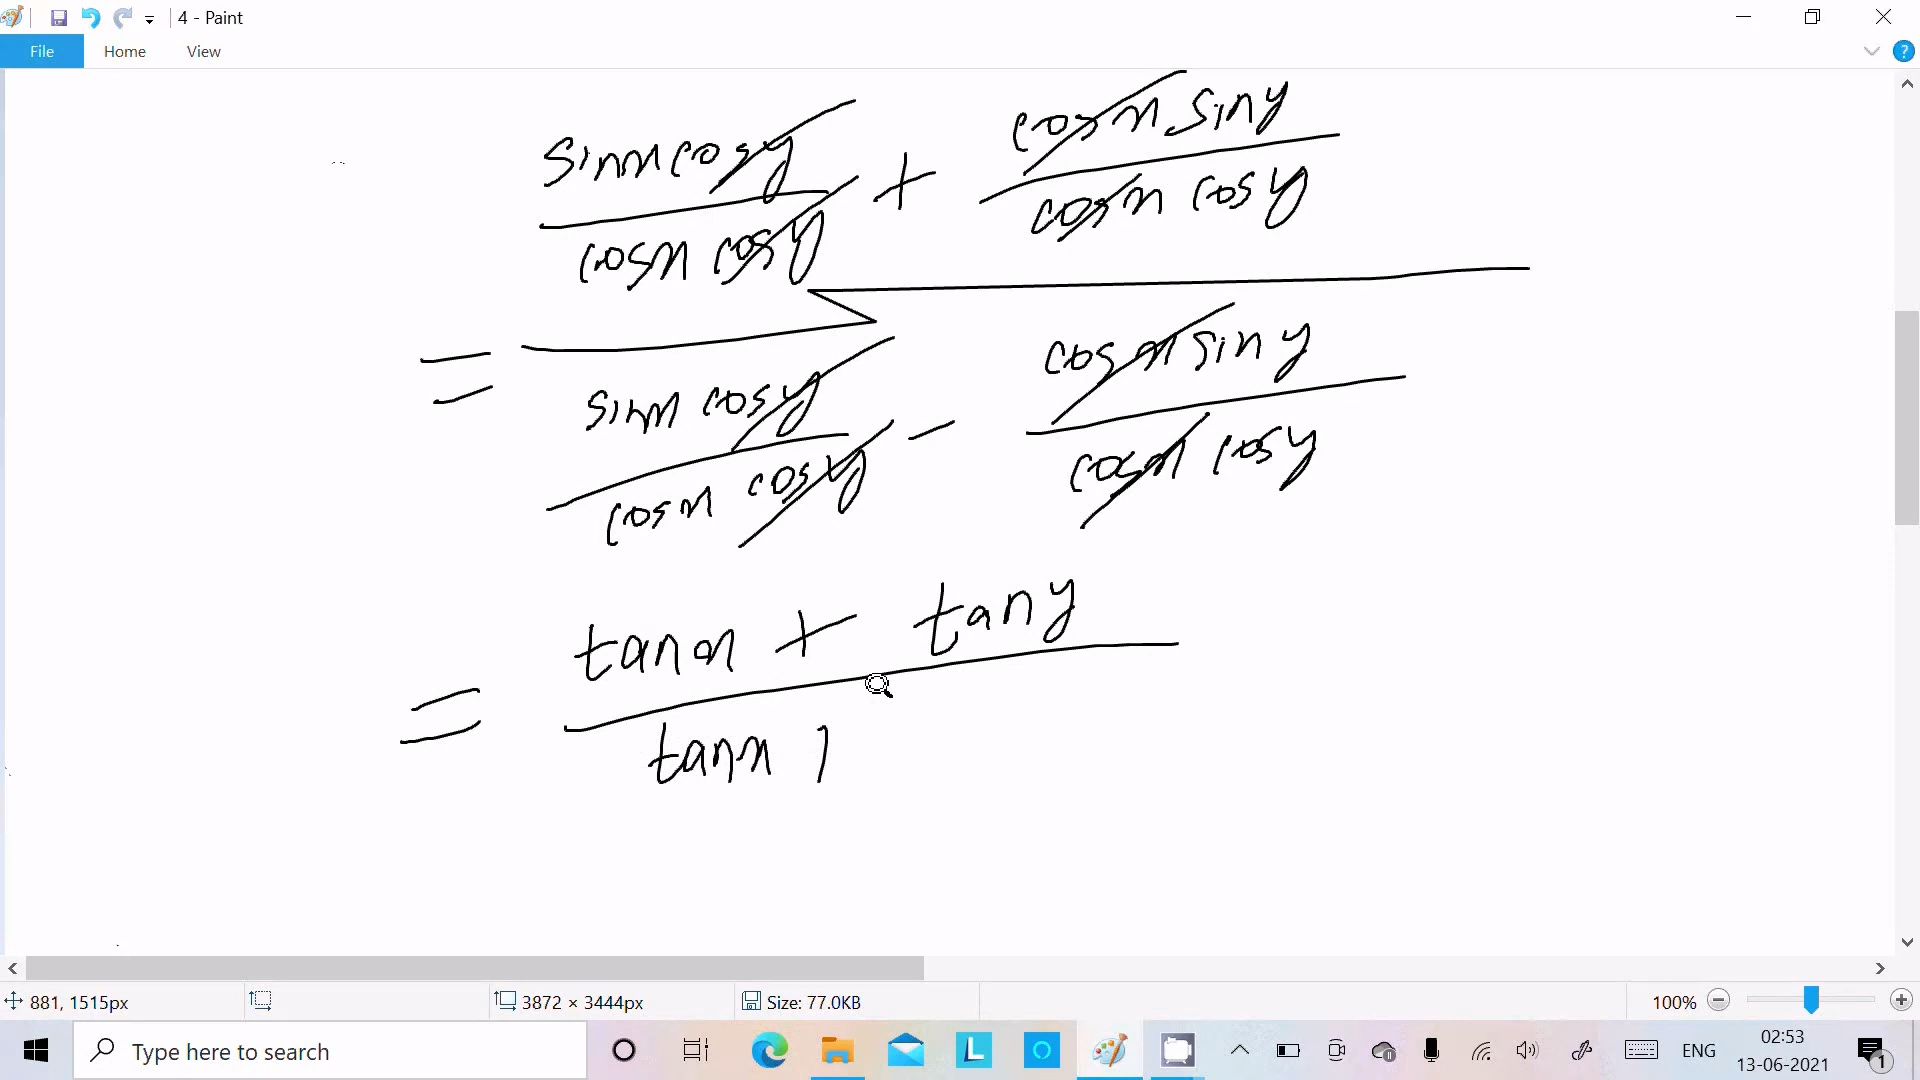 4 - Paint
File Home View
sinx cosy + cosx siny
cosx cosy cosx cosy
=
sinx cosy - cosx siny
cosx cosy cosx cosy
tanx + tany
=
tanx
881, 1515px 3872 × 3444px Size: 77.0KB 100%
Type here to search ENG 02:53
13-06-2021
1